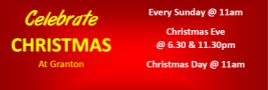 Celebrate
CHRISTMAS
At Granton
Every Sunday @ 11am
Christmas Eve
@ 6.30 & 11.30pm
Christmas Day @ 11am